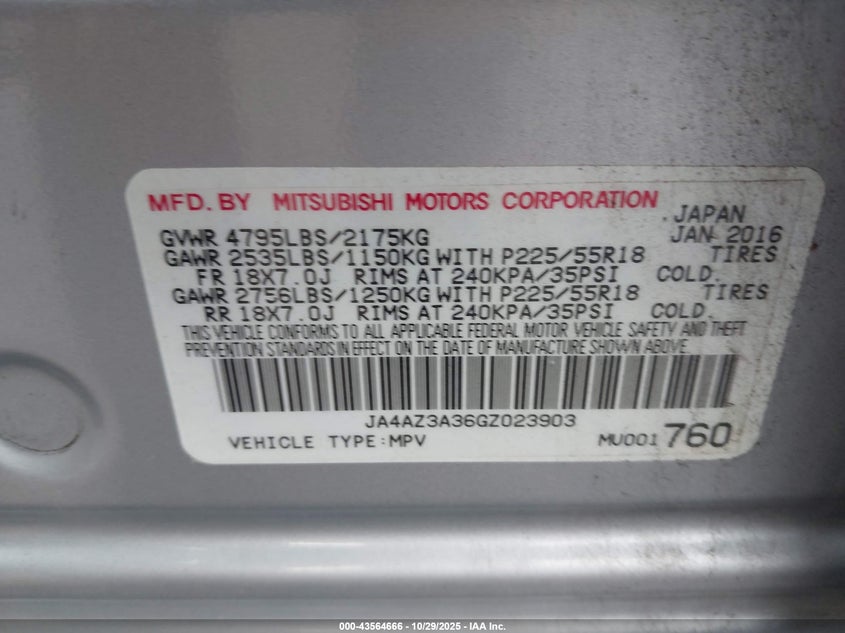 MFD. BY MITSUBISHI MOTORS CORPORATION
JAPAN
GVWR 4795LBS/2175KG JAN 2016
GAWR 2535LBS/1150KG WITH P225/55R18 TIRES
FR 18X7.0J RIMS AT 240KPA/35PSI COLD.
GAWR 2756LBS/1250KG WITH P225/55R18 TIRES
RR 18X7.0J RIMS AT 240KPA/35PSI COLD.
THIS VEHICLE CONFORMS TO ALL APPLICABLE FEDERAL MOTOR VEHICLE SAFETY AND THEFT
PREVENTION STANDARDS IN EFFECT ON THE DATE OF MANUFACTURE SHOWN ABOVE.
JA4AZ3A36GZ023903
VEHICLE TYPE:MPV MU001760
000-43564666 - 10/29/2025 - IAA Inc.